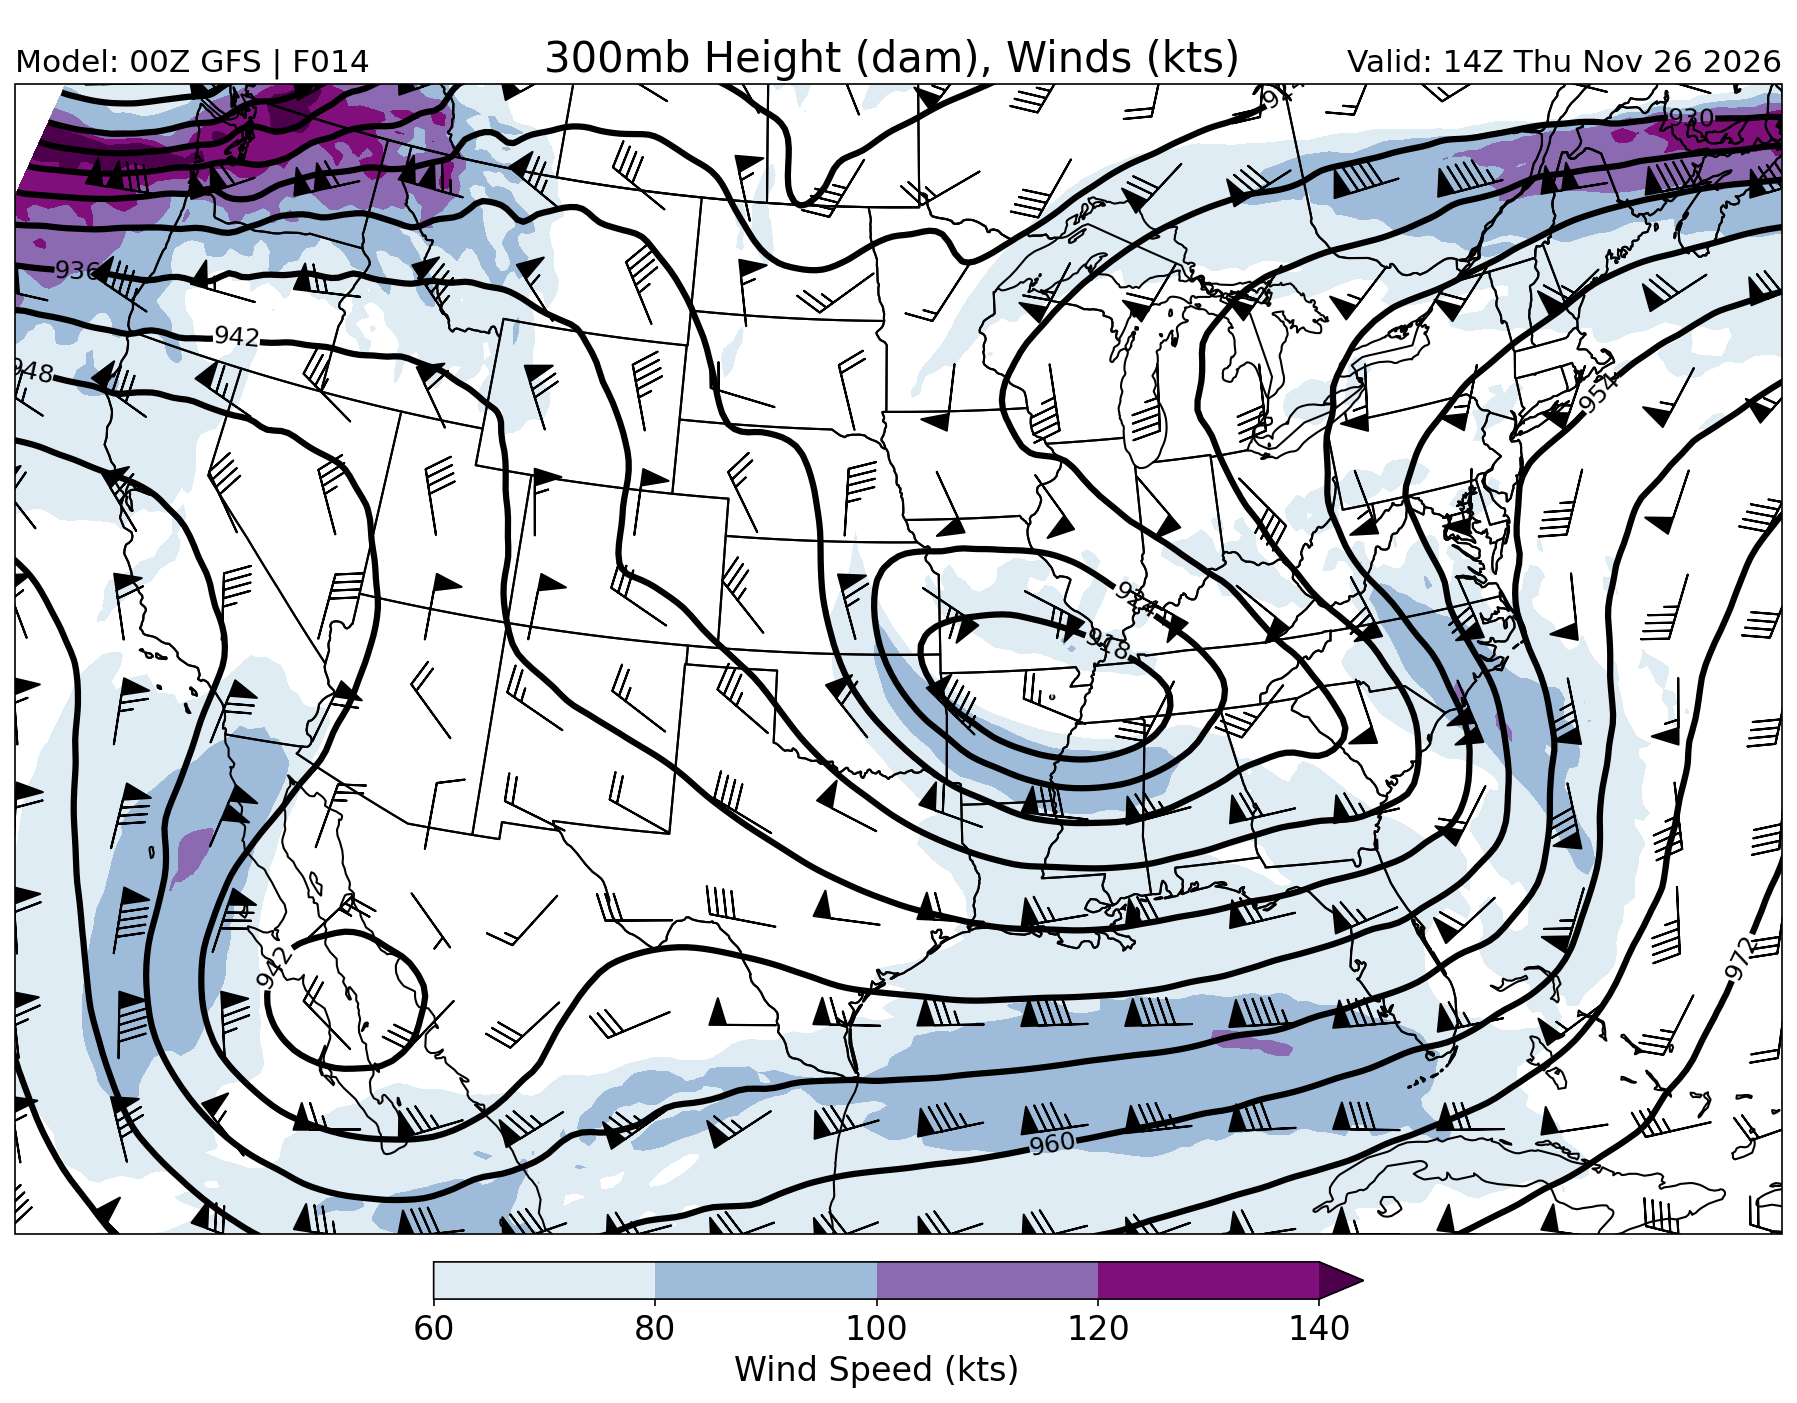 Model: 00Z GFS | F014
300mb Height (dam), Winds (kts)
Valid: 14Z Thu Nov 26 2026
930
936
942
948
954
924
918
942
972
960
60 80 100 120 140
Wind Speed (kts)